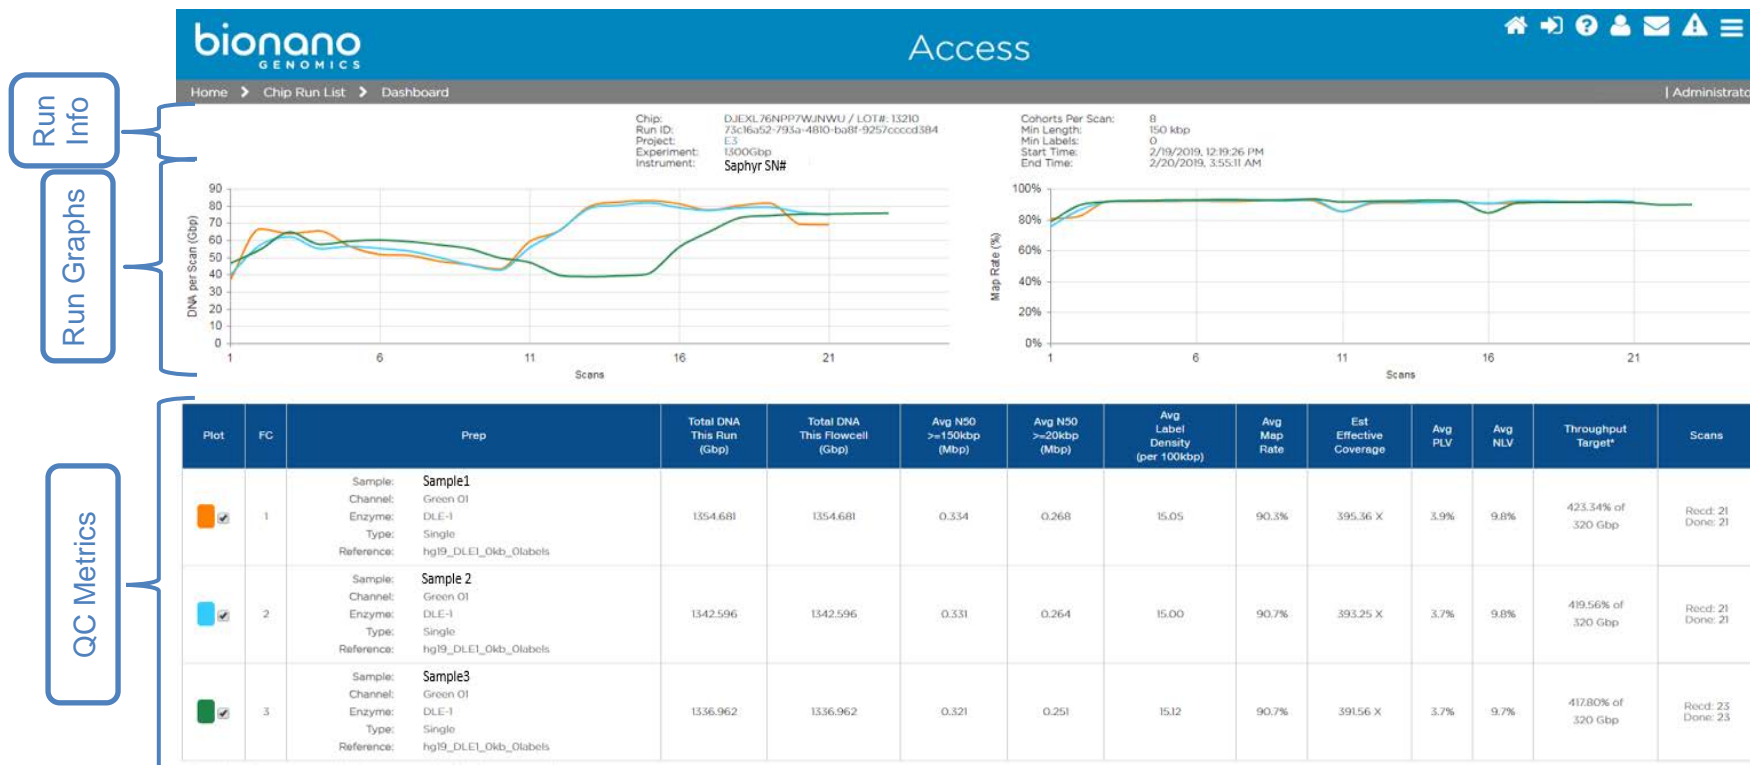 bionano
GENOMICS
Access
Home > Chip Run List > Dashboard
| Administrato
Run
Info
Chip: DJEXL76NPP7WJNWU / LOT#: 13210
Run ID: 73c16a52-793a-4810-ba8f-9257ccccd384
Project: E3
Experiment: 1300Gbp
Instrument: Saphyr SN#
Cohorts Per Scan: 8
Min Length: 150 kbp
Min Labels: 0
Start Time: 2/19/2019, 12:19:26 PM
End Time: 2/20/2019, 3:55:11 AM
Run Graphs
DNA per Scan (Gbp)
90
80
70
60
50
40
30
20
10
0
1 6 11 16 21
Scans
Map Rate (%)
100%
80%
60%
40%
20%
0%
1 6 11 16 21
Scans
QC Metrics
Plot
FC
Prep
Total DNA
This Run
(Gbp)
Total DNA
This Flowcell
(Gbp)
Avg N50
>=150kbp
(Mbp)
Avg N50
>=20kbp
(Mbp)
Avg
Label
Density
(per 100kbp)
Avg
Map
Rate
Est
Effective
Coverage
Avg
PLV
Avg
NLV
Throughput
Target*
Scans
1
Sample: Sample1
Channel: Green 01
Enzyme: DLE-1
Type: Single
Reference: hg19_DLE1_0kb_0labels
1354.681
1354.681
0.334
0.268
15.05
90.3%
395.36 X
3.9%
9.8%
423.34% of
320 Gbp
Recd: 21
Done: 21
2
Sample: Sample 2
Channel: Green 01
Enzyme: DLE-1
Type: Single
Reference: hg19_DLE1_0kb_0labels
1342.596
1342.596
0.331
0.264
15.00
90.7%
393.25 X
3.7%
9.8%
419.56% of
320 Gbp
Recd: 21
Done: 21
3
Sample: Sample3
Channel: Green 01
Enzyme: DLE-1
Type: Single
Reference: hg19_DLE1_0kb_0labels
1336.962
1336.962
0.321
0.251
15.12
90.7%
391.56 X
3.7%
9.7%
417.80% of
320 Gbp
Recd: 23
Done: 23